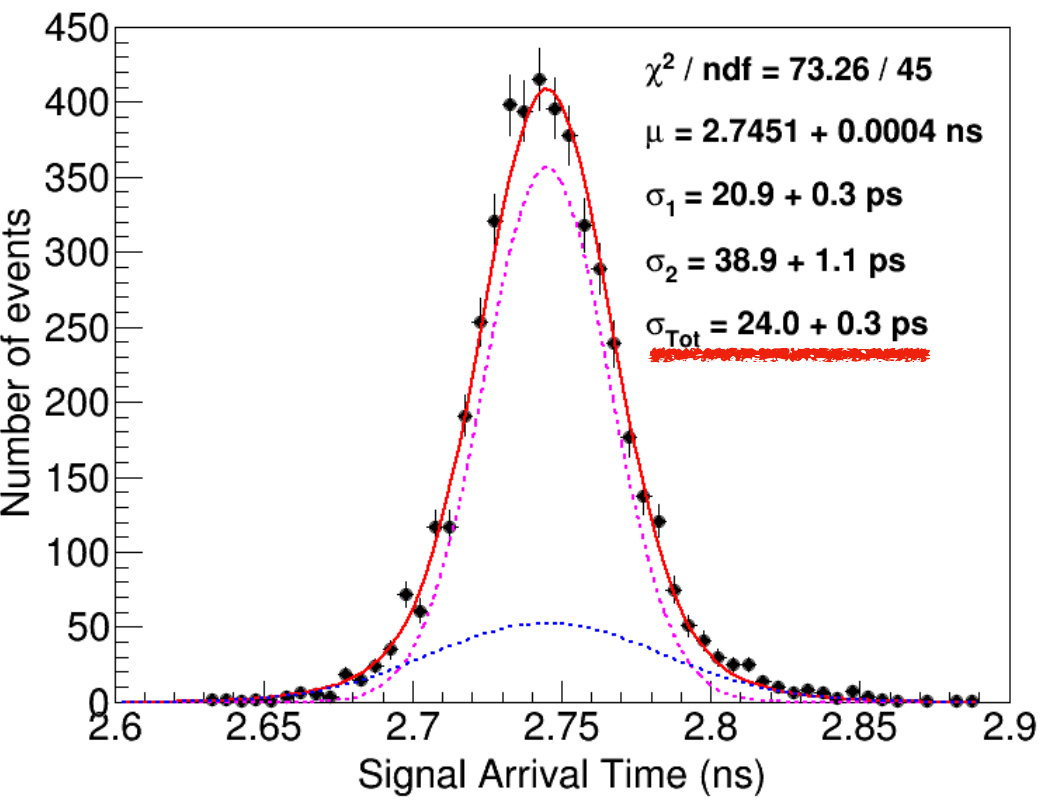 450
400
350
300
250
200
150
100
50
0
2.6 2.65 2.7 2.75 2.8 2.85 2.9
Number of events
Signal Arrival Time (ns)
χ² / ndf = 73.26 / 45
μ = 2.7451 + 0.0004 ns
σ₁ = 20.9 + 0.3 ps
σ₂ = 38.9 + 1.1 ps
σTot = 24.0 + 0.3 ps